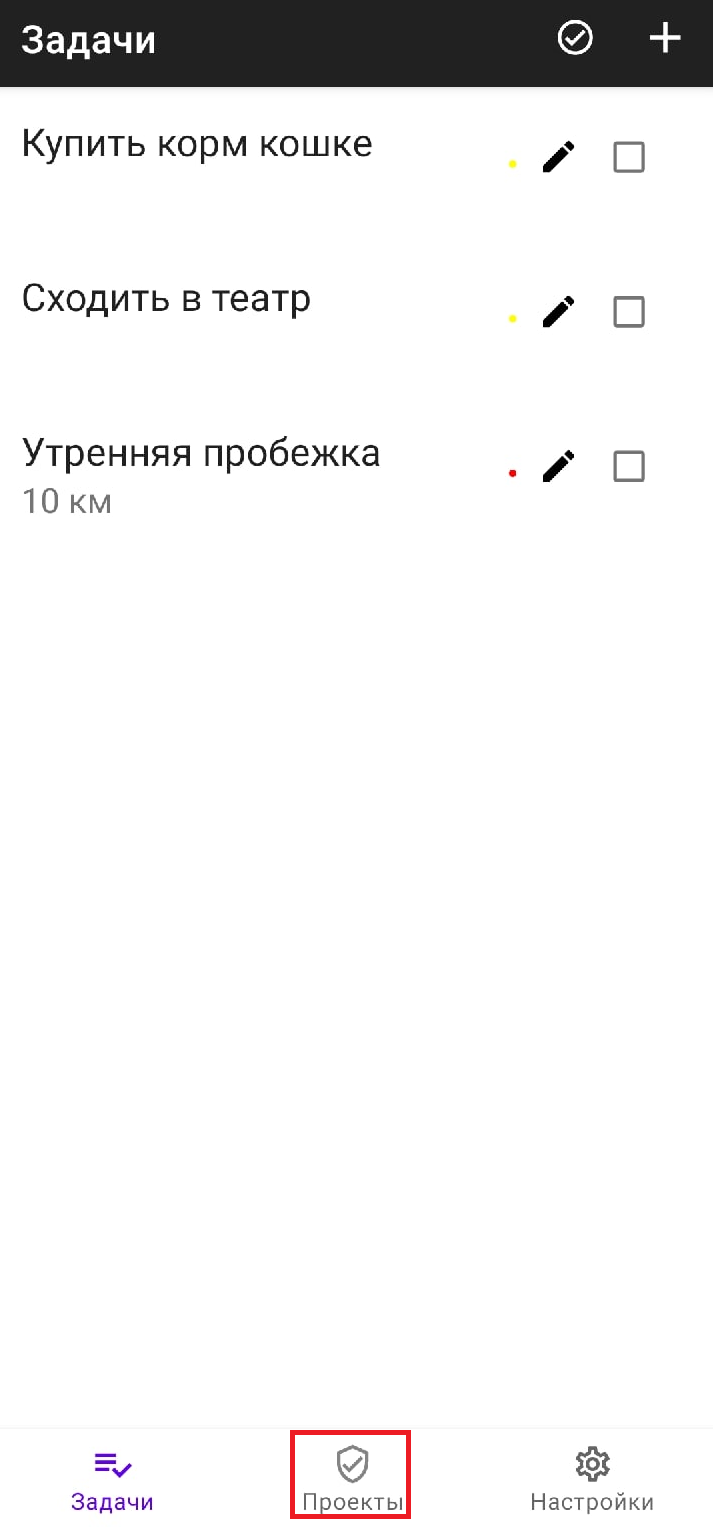 Задачи
Купить корм кошке
Сходить в театр
Утренняя пробежка
10 км
Задачи
Проекты
Настройки